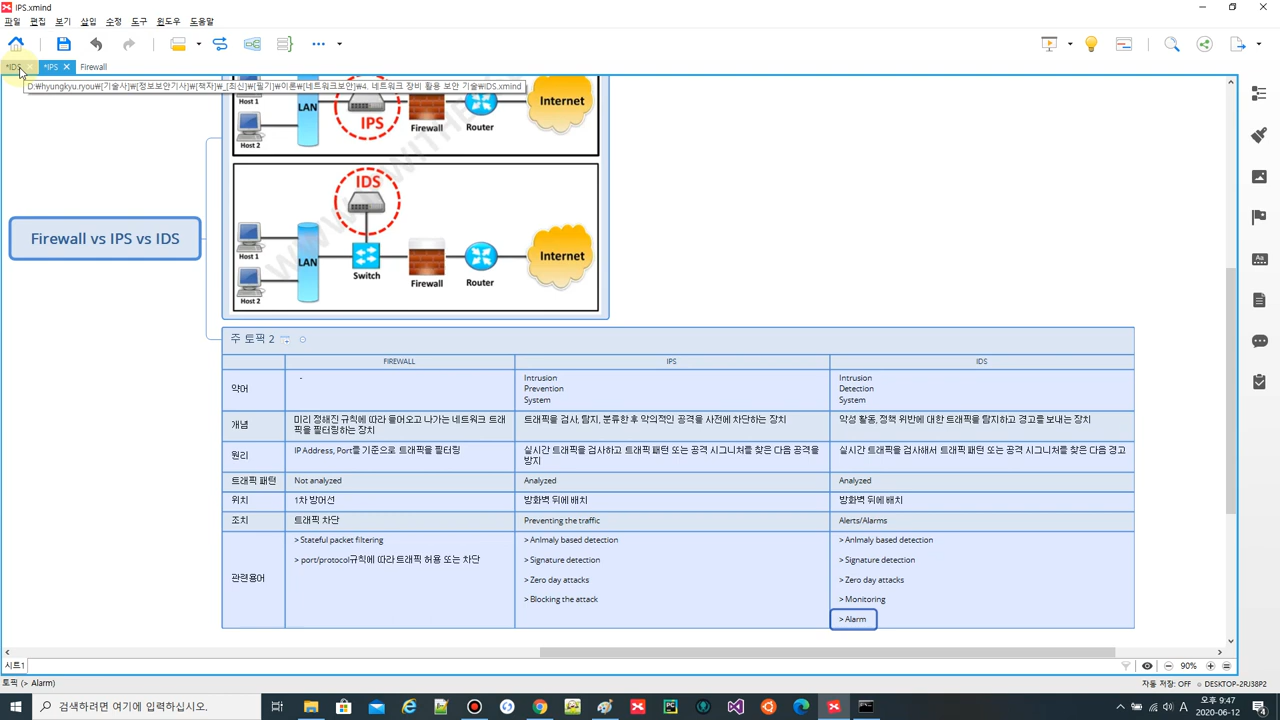 IPS.xmind
파일 편집 보기 삽입 수정 도구 윈도우 도움말
*IDS *IPS Firewall
D:₩hyungkyu.ryou₩[기술사]₩[정보보안기사]₩[책자]₩_[최신]₩[필기]₩이론₩[네트워크보안]₩4. 네트워크 장비 활용 보안 기술₩IDS.xmind
Host 1
LAN
IPS
Firewall
Router
Internet
Host 2
Firewall vs IPS vs IDS
IDS
Host 1
LAN
Switch
Firewall
Router
Internet
Host 2
주 토픽 2
FIREWALL IPS IDS
약어 - Intrusion Intrusion
Prevention Detection
System System
개념 미리 정해진 규칙에 따라 들어오고 나가는 네트워크 트래 트래픽을 검사, 탐지, 분류한 후 악의적인 공격을 사전에 차단하는 장치 악성 활동, 정책 위반에 대한 트래픽을 탐지하고 경고를 보내는 장치
픽을 필터링하는 장치
원리 IP Address, Port를 기준으로 트래픽을 필터링 실시간 트래픽을 검사하고 트래픽 패턴 또는 공격 시그니처를 찾은 다음 공격을 실시간 트래픽을 검사해서 트래픽 패턴 또는 공격 시그니처를 찾은 다음 경고
방지
트래픽 패턴 Not analyzed Analyzed Analyzed
위치 1차 방어선 방화벽 뒤에 배치 방화벽 뒤에 배치
조치 트래픽 차단 Preventing the traffic Alerts/Alarms
관련용어 > Stateful packet filtering > Anlmaly based detection > Anlmaly based detection
> port/protocol규칙에 따라 트래픽 허용 또는 차단 > Signature detection > Signature detection
> Zero day attacks > Zero day attacks
> Blocking the attack > Monitoring
> Alarm
시트1
90%
토픽 (> Alarm)
자동 저장: OFF DESKTOP-2RJ38P2
검색하려면 여기에 입력하십시오.
A
오후 9:47
2020-06-12